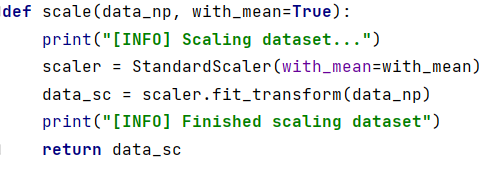 def scale(data_np, with_mean=True):
    print("[INFO] Scaling dataset...")
    scaler = StandardScaler(with_mean=with_mean)
    data_sc = scaler.fit_transform(data_np)
    print("[INFO] Finished scaling dataset")
    return data_sc